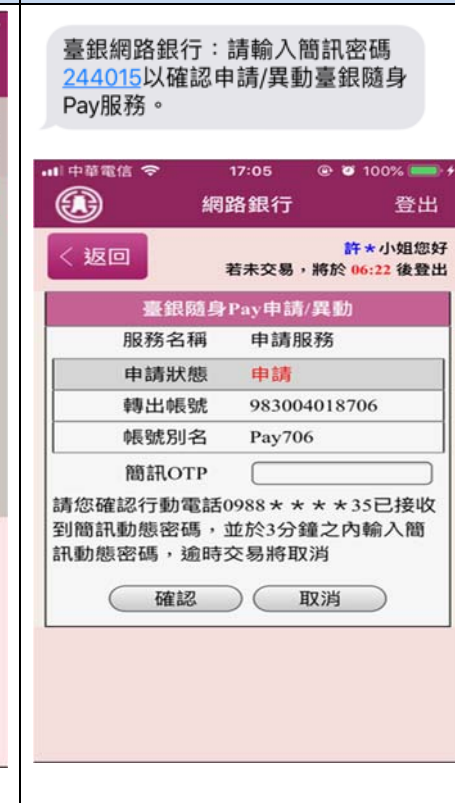 臺銀網路銀行：請輸入簡訊密碼
244015以確認申請/異動臺銀隨身
Pay服務。
中華電信 17:05 100%
網路銀行 登出
< 返回
許*小姐您好
若未交易，將於 06:22 後登出
臺銀隨身Pay申請/異動
服務名稱 申請服務
申請狀態 申請
轉出帳號 983004018706
帳號別名 Pay706
簡訊OTP
請您確認行動電話0988****35已接收
到簡訊動態密碼，並於3分鐘之內輸入簡
訊動態密碼，逾時交易將取消
確認 取消